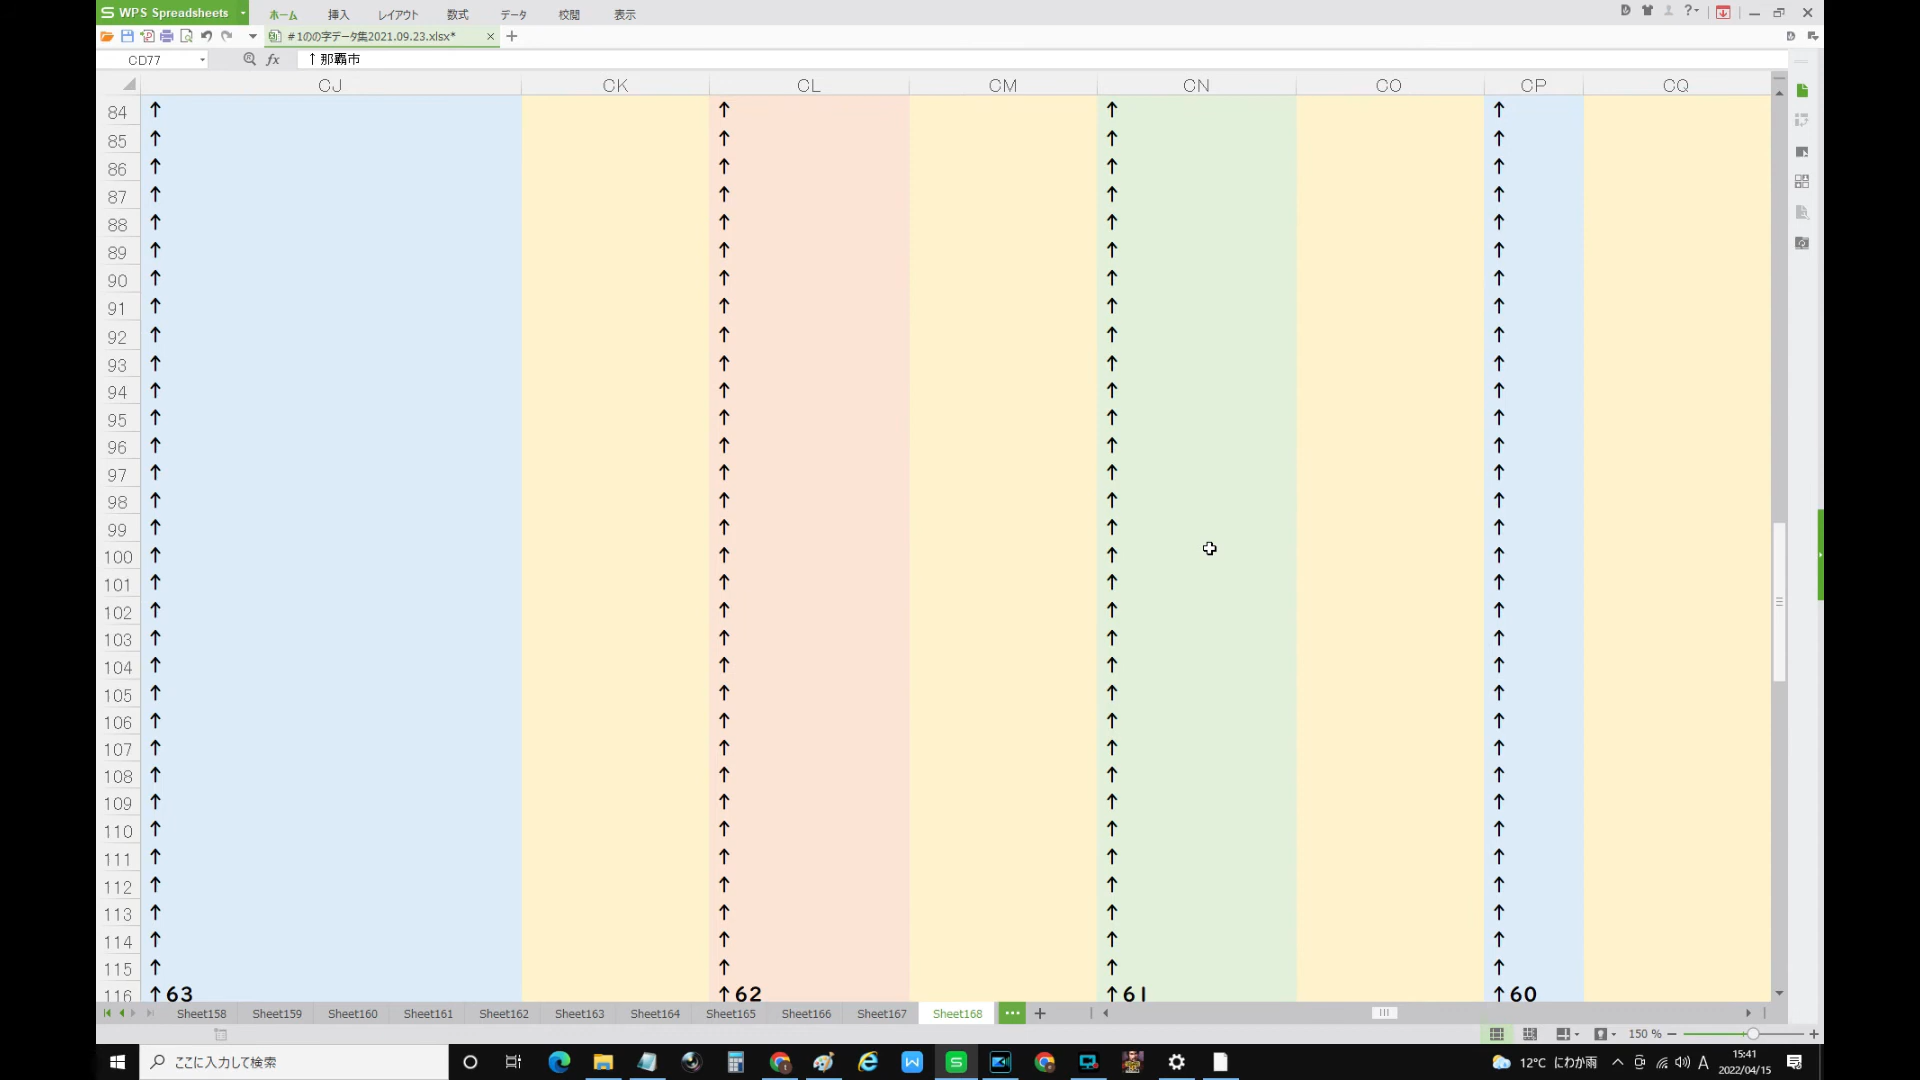 WPS Spreadsheets ホーム 挿入 レイアウト 数式 データ 校閲 表示
#1のの字データ集2021.09.23.xlsx*
CD77 fx ↑那覇市
CJ CK CL CM CN CO CP CQ
84 ↑ ↑ ↑ ↑
85 ↑ ↑ ↑ ↑
86 ↑ ↑ ↑ ↑
87 ↑ ↑ ↑ ↑
88 ↑ ↑ ↑ ↑
89 ↑ ↑ ↑ ↑
90 ↑ ↑ ↑ ↑
91 ↑ ↑ ↑ ↑
92 ↑ ↑ ↑ ↑
93 ↑ ↑ ↑ ↑
94 ↑ ↑ ↑ ↑
95 ↑ ↑ ↑ ↑
96 ↑ ↑ ↑ ↑
97 ↑ ↑ ↑ ↑
98 ↑ ↑ ↑ ↑
99 ↑ ↑ ↑ ↑
100 ↑ ↑ ↑ ↑
101 ↑ ↑ ↑ ↑
102 ↑ ↑ ↑ ↑
103 ↑ ↑ ↑ ↑
104 ↑ ↑ ↑ ↑
105 ↑ ↑ ↑ ↑
106 ↑ ↑ ↑ ↑
107 ↑ ↑ ↑ ↑
108 ↑ ↑ ↑ ↑
109 ↑ ↑ ↑ ↑
110 ↑ ↑ ↑ ↑
111 ↑ ↑ ↑ ↑
112 ↑ ↑ ↑ ↑
113 ↑ ↑ ↑ ↑
114 ↑ ↑ ↑ ↑
115 ↑ ↑ ↑ ↑
116 ↑63 ↑62 ↑61 ↑60
Sheet158 Sheet159 Sheet160 Sheet161 Sheet162 Sheet163 Sheet164 Sheet165 Sheet166 Sheet167 Sheet168
150 %
ここに入力して検索 12°C にわか雨 A 15:41
2022/04/15